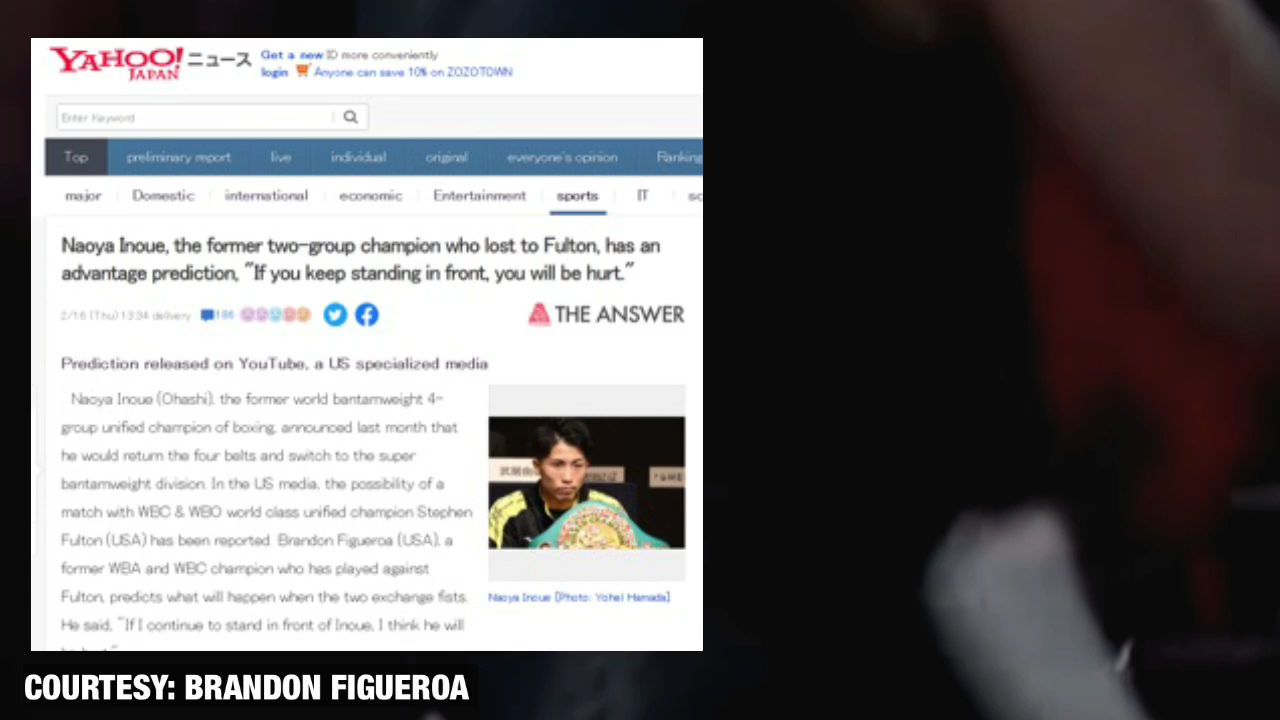 YAHOO! ニュース
JAPAN
Get a new ID more conveniently
login Anyone can save 10% on ZOZOTOWN
Enter Keyword
Top preliminary report live individual original everyone's opinion Ranking
major Domestic international economic Entertainment sports IT sc
Naoya Inoue, the former two-group champion who lost to Fulton, has an
advantage prediction, "If you keep standing in front, you will be hurt."
2/16 (Thu) 13:34 delivery 186
THE ANSWER
Prediction released on YouTube, a US specialized media
Naoya Inoue (Ohashi), the former world bantamweight 4-
group unified champion of boxing, announced last month that
he would return the four belts and switch to the super
bantamweight division. In the US media, the possibility of a
match with WBC & WBO world class unified champion Stephen
Fulton (USA) has been reported. Brandon Figueroa (USA), a
former WBA and WBC champion who has played against
Fulton, predicts what will happen when the two exchange fists.
He said, "If I continue to stand in front of Inoue, I think he will
Naoya Inoue [Photo: Yohei Hamada]
COURTESY: BRANDON FIGUEROA